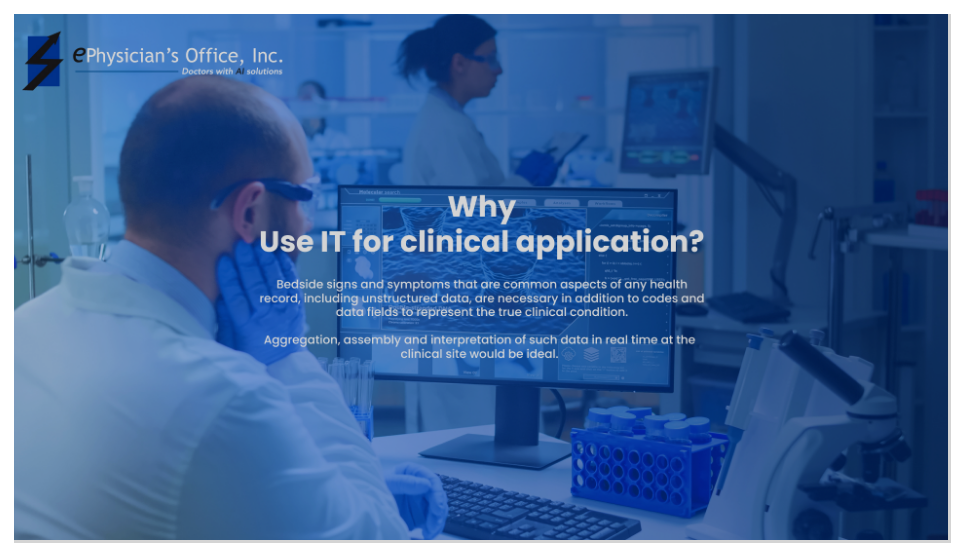 ePhysician's Office, Inc.
Doctors with AI solutions
Molecular search
Why
Use IT for clinical application?
Bedside signs and symptoms that are common aspects of any health
record, including unstructured data, are necessary in addition to codes and
data fields to represent the true clinical condition.
Aggregation, assembly and interpretation of such data in real time at the
clinical site would be ideal.